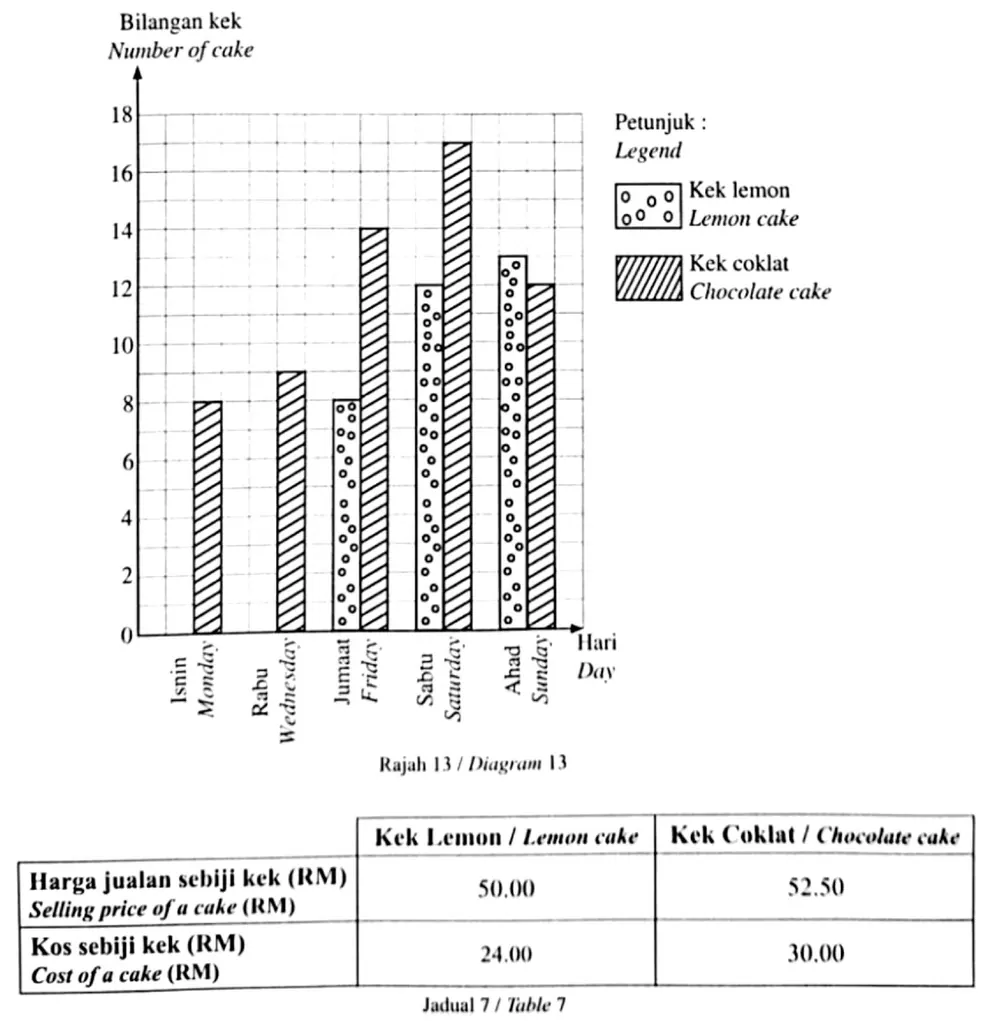 Bilangan kek
Number of cake
18
16
14
12
10
8
6
4
2
0
Petunjuk :
Legend
Kek lemon
Lemon cake
Kek coklat
Chocolate cake
Isnin
Monday
Rabu
Wednesday
Jumaat
Friday
Sabtu
Saturday
Ahad
Sunday
Hari
Day
Rajah 13 / Diagram 13
Kek Lemon / Lemon cake
Kek Coklat / Chocolate cake
Harga jualan sebiji kek (RM)
Selling price of a cake (RM)
50.00
52.50
Kos sebiji kek (RM)
Cost of a cake (RM)
24.00
30.00
Jadual 7 / Table 7